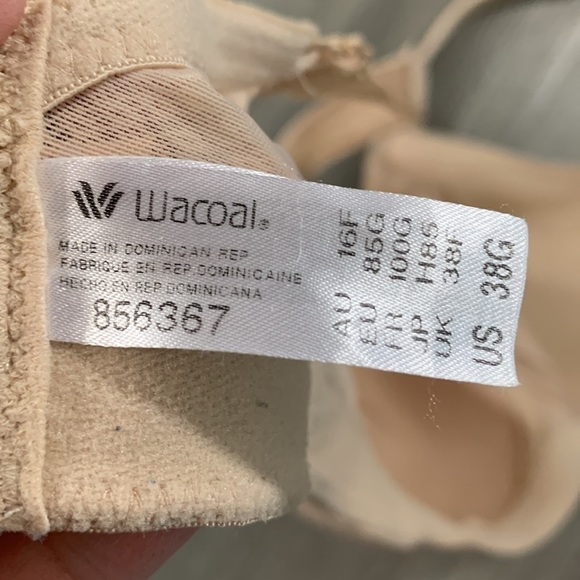 Wacoal®
MADE IN DOMINICAN REP
FABRIQUE EN REP.DOMINICAINE
HECHO EN REP.DOMINICANA
856367
AU 16F
EU 85G
FR 100G
JP H85
UK 38F
US 38G